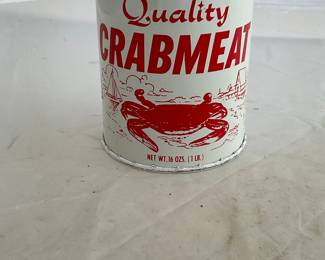 Quality
CRABMEAT
NET WT. 16 OZS. (1 LB.)